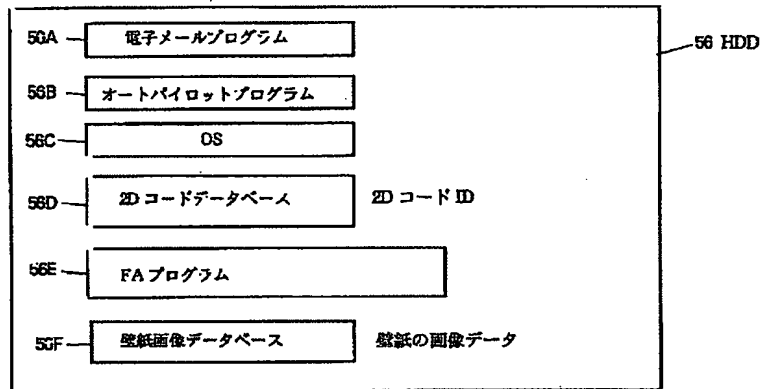 56A 電子メールプログラム
56 HDD
56B オートパイロットプログラム
56C OS
56D 2Dコードデータベース 2DコードID
56E FAプログラム
56F 壁紙画像データベース 壁紙の画像データ